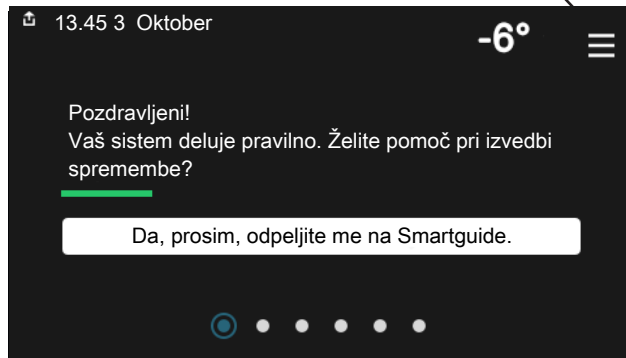 13.45 3 Oktober
-6°
Pozdravljeni!
Vaš sistem deluje pravilno. Želite pomoč pri izvedbi
spremembe?
Da, prosim, odpeljite me na Smartguide.